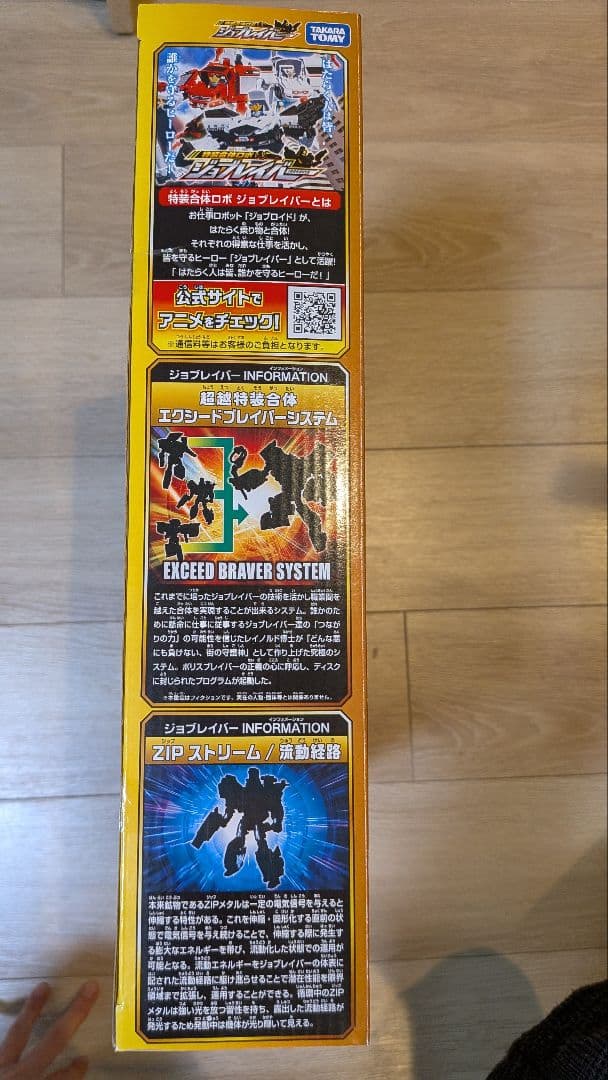 ジョブレイバー
TAKARA TOMY
はたらく人は皆、
誰かを守るヒーローだ!
特装合体ロボ
ジョブレイバー
特装合体ロボ ジョブレイバーとは
お仕事ロボット「ジョブロイド」が、
はたらく乗り物と合体!
それぞれの得意な仕事を活かし、
皆を守るヒーロー「ジョブレイバー」として活躍!
「はたらく人は皆、誰かを守るヒーローだ!」
公式サイトで
アニメをチェック!
※通信料等はお客様のご負担となります。
ジョブレイバー INFORMATION
超越特装合体
エクシードブレイバーシステム
EXCEED BRAVER SYSTEM
これまでに培ったジョブレイバーの技術を活かし職業間を
越えた合体を実現することが出来るシステム。誰かのた
めに懸命に仕事に従事するジョブレイバー達の「つなが
りの力」の可能性を信じたレイノルド博士が「どんな悪
にも負けない、街の守護神」として作り上げた究極のシ
ステム。ポリスブレイバーの正義の心に呼応し、ディスク
に封じられたプログラムが起動した。
※本商品はフィクションです。実在の人物・団体等とは関係ありません。
ジョブレイバー INFORMATION
ZIP ストリーム / 流動経路
本来鉱物であるZIPメタルは一定の電気信号を与えると
伸縮する特性がある。これを伸縮・固形化する直前の状
態で電気信号を与え続けることで、伸縮する際に発生す
る膨大なエネルギーを帯び、流動化した状態での運用が
可能となる。流動エネルギーをジョブレイバーの体表に
配された流動経路に駆け巡らせることで潜在性能を限界
領域まで拡張し、運用することができる。循環中のZIP
メタルは強い光を放つ習性を持ち、露出した流動経路が
発光するため発動中は機体が光り輝いて見える。